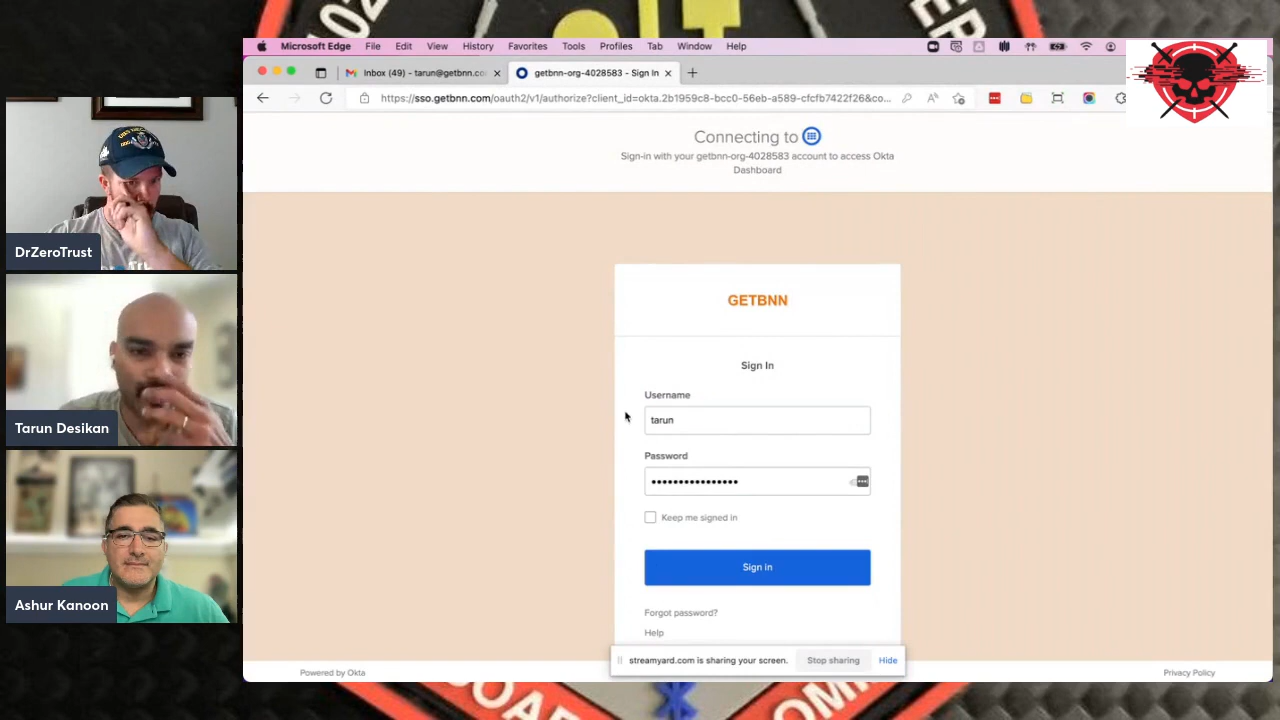 Microsoft Edge File Edit View History Favorites Tools Profiles Tab Window Help
Inbox (49) - tarun@getbnn.co
getbnn-org-4028583 - Sign In
https://sso.getbnn.com/oauth2/v1/authorize?client_id=okta.2b1959c8-bcc0-56eb-a589-cfcfb7422f26&co...
Connecting to
Sign-in with your getbnn-org-4028583 account to access Okta
Dashboard
GETBNN
Sign In
Username
tarun
Password
Keep me signed in
Sign in
Forgot password?
Help
streamyard.com is sharing your screen. Stop sharing Hide
Powered by Okta
Privacy Policy
DrZeroTrust
Tarun Desikan
Ashur Kanoon